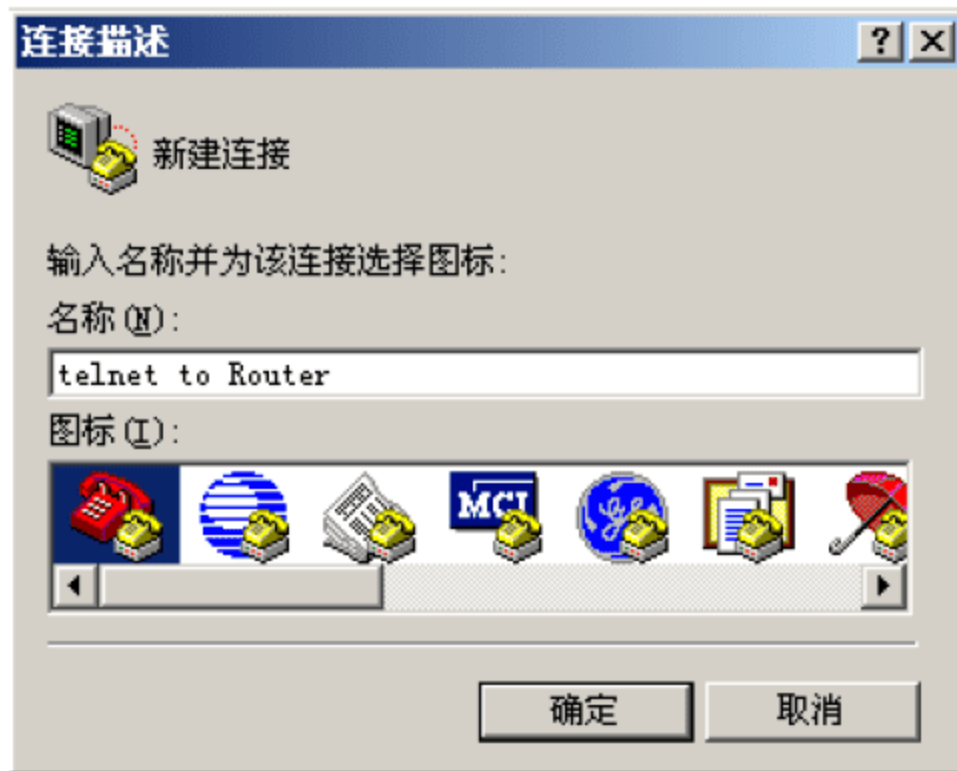 连接描述
新建连接
输入名称并为该连接选择图标:
名称(N):
telnet to Router
图标(I):
MCI
确定 取消